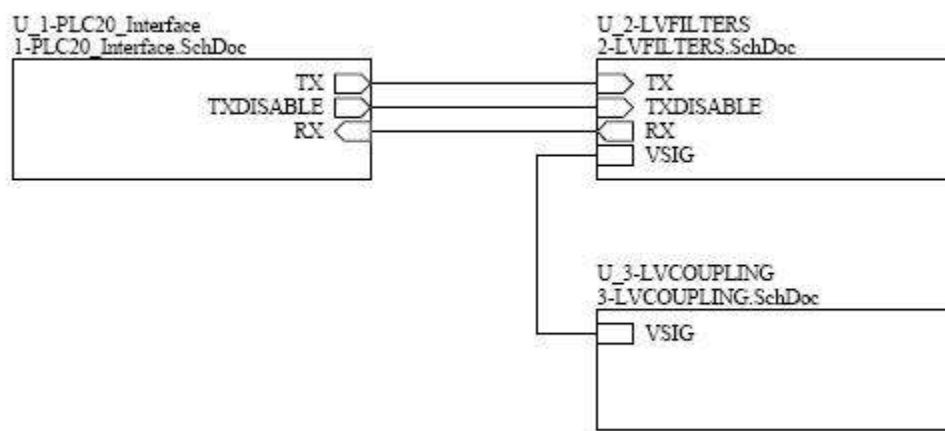 U_1-PLC20_Interface
1-PLC20_Interface.SchDoc
TX
TXDISABLE
RX
U_2-LVFILTERS
2-LVFILTERS.SchDoc
TX
TXDISABLE
RX
VSIG
U_3-LVCOUPLING
3-LVCOUPLING.SchDoc
VSIG